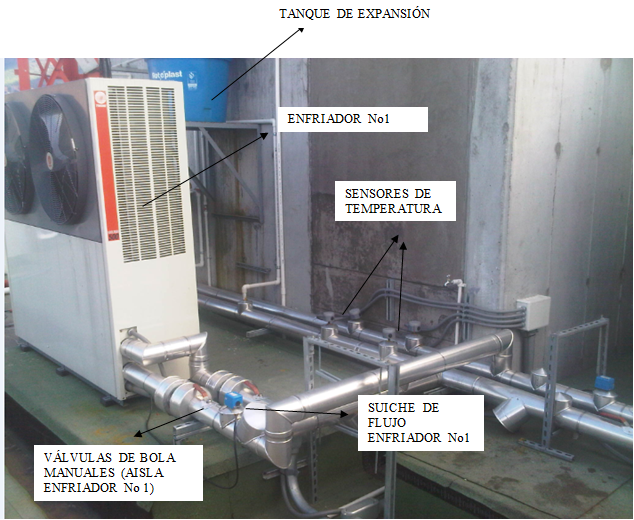 TANQUE DE EXPANSIÓN
ENFRIADOR No1
SENSORES DE
TEMPERATURA
SUICHE DE
FLUJO
ENFRIADOR No1
VÁLVULAS DE BOLA
MANUALES (AISLA
ENFRIADOR No 1)